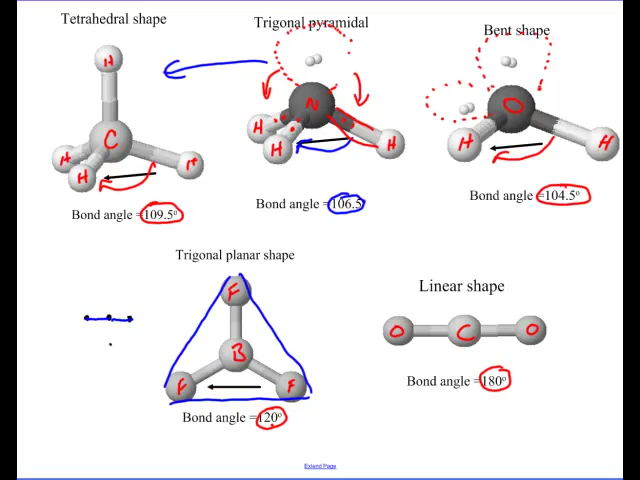 Tetrahedral shape
Trigonal pyramidal
Bent shape
H
C
H
H
H
N
H
H
H
O
H
H
Bond angle =109.5°
Bond angle =106.5
Bond angle =104.5°
Trigonal planar shape
F
B
F
F
Bond angle =120°
Linear shape
O C O
Bond angle =180°
Extend Page